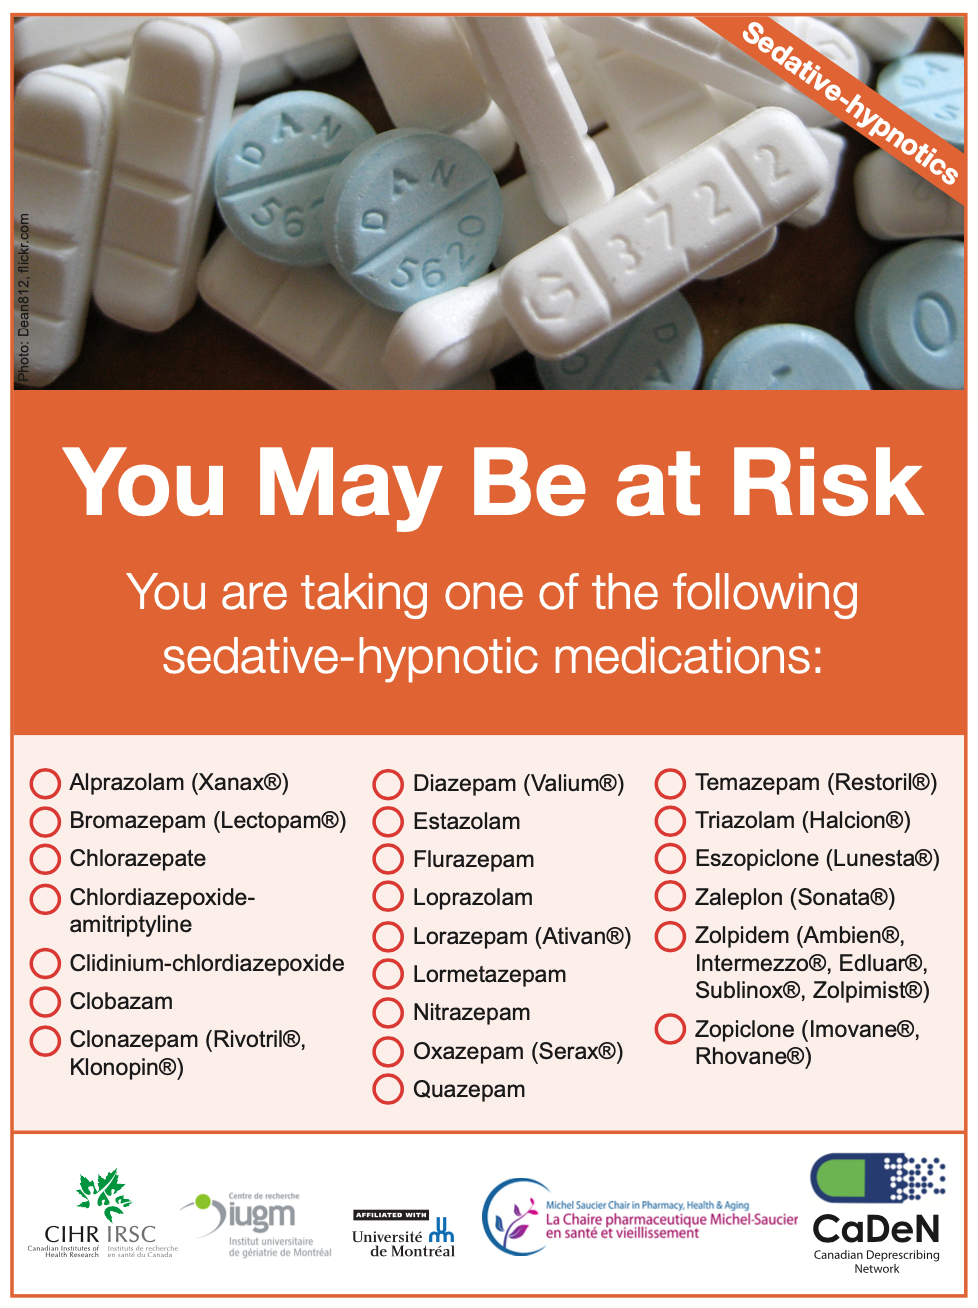 Sedative-hypnotics
DAN
562
DAN
5620
G3722
DAN
Photo: Dean812, flickr.com
You May Be at Risk
You are taking one of the following
sedative-hypnotic medications:
Alprazolam (Xanax®)
Bromazepam (Lectopam®)
Chlorazepate
Chlordiazepoxide-
amitriptyline
Clidinium-chlordiazepoxide
Clobazam
Clonazepam (Rivotril®,
Klonopin®)
Diazepam (Valium®)
Estazolam
Flurazepam
Loprazolam
Lorazepam (Ativan®)
Lormetazepam
Nitrazepam
Oxazepam (Serax®)
Quazepam
Temazepam (Restoril®)
Triazolam (Halcion®)
Eszopiclone (Lunesta®)
Zaleplon (Sonata®)
Zolpidem (Ambien®,
Intermezzo®, Edluar®,
Sublinox®, Zolpimist®)
Zopiclone (Imovane®,
Rhovane®)
CIHR IRSC
Canadian Institutes of
Health Research
Instituts de recherche
en santé du Canada
Centre de recherche
iugm
Institut universitaire
de gériatrie de Montréal
AFFILIATED WITH
Université
de Montréal
Michel Saucier Chair in Pharmacy, Health & Aging
La Chaire pharmaceutique Michel-Saucier
en santé et vieillissement
CaDeN
Canadian Deprescribing
Network